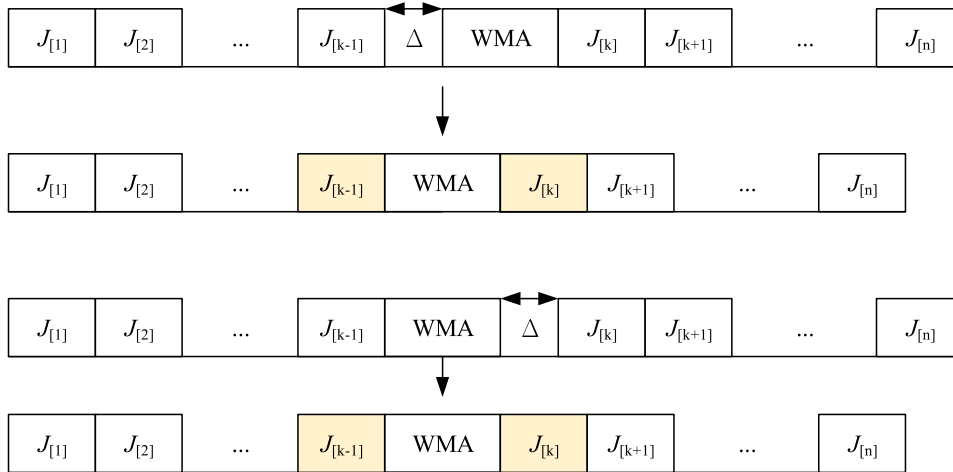 J[1] J[2] ... J[k-1] Δ WMA J[k] J[k+1] ... J[n]
J[1] J[2] ... J[k-1] WMA J[k] J[k+1] ... J[n]
J[1] J[2] ... J[k-1] WMA Δ J[k] J[k+1] ... J[n]
J[1] J[2] ... J[k-1] WMA J[k] J[k+1] ... J[n]